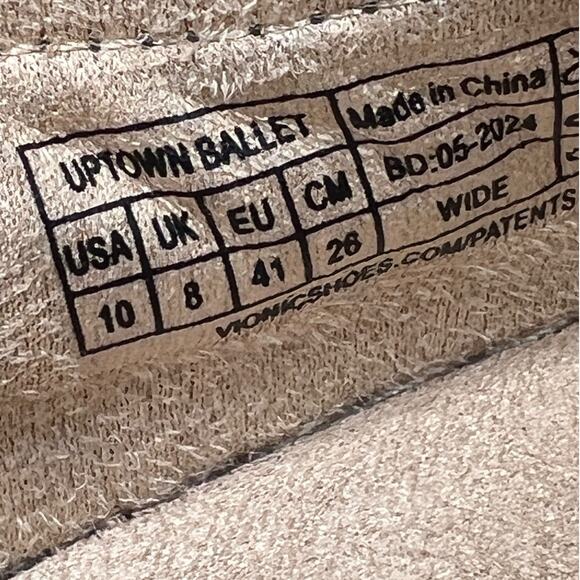 UPTOWN BALLET
Made in China
BD:05-2024
USA UK EU CM
WIDE
10 8 41 26
VIONICSHOES.COM/PATENTS